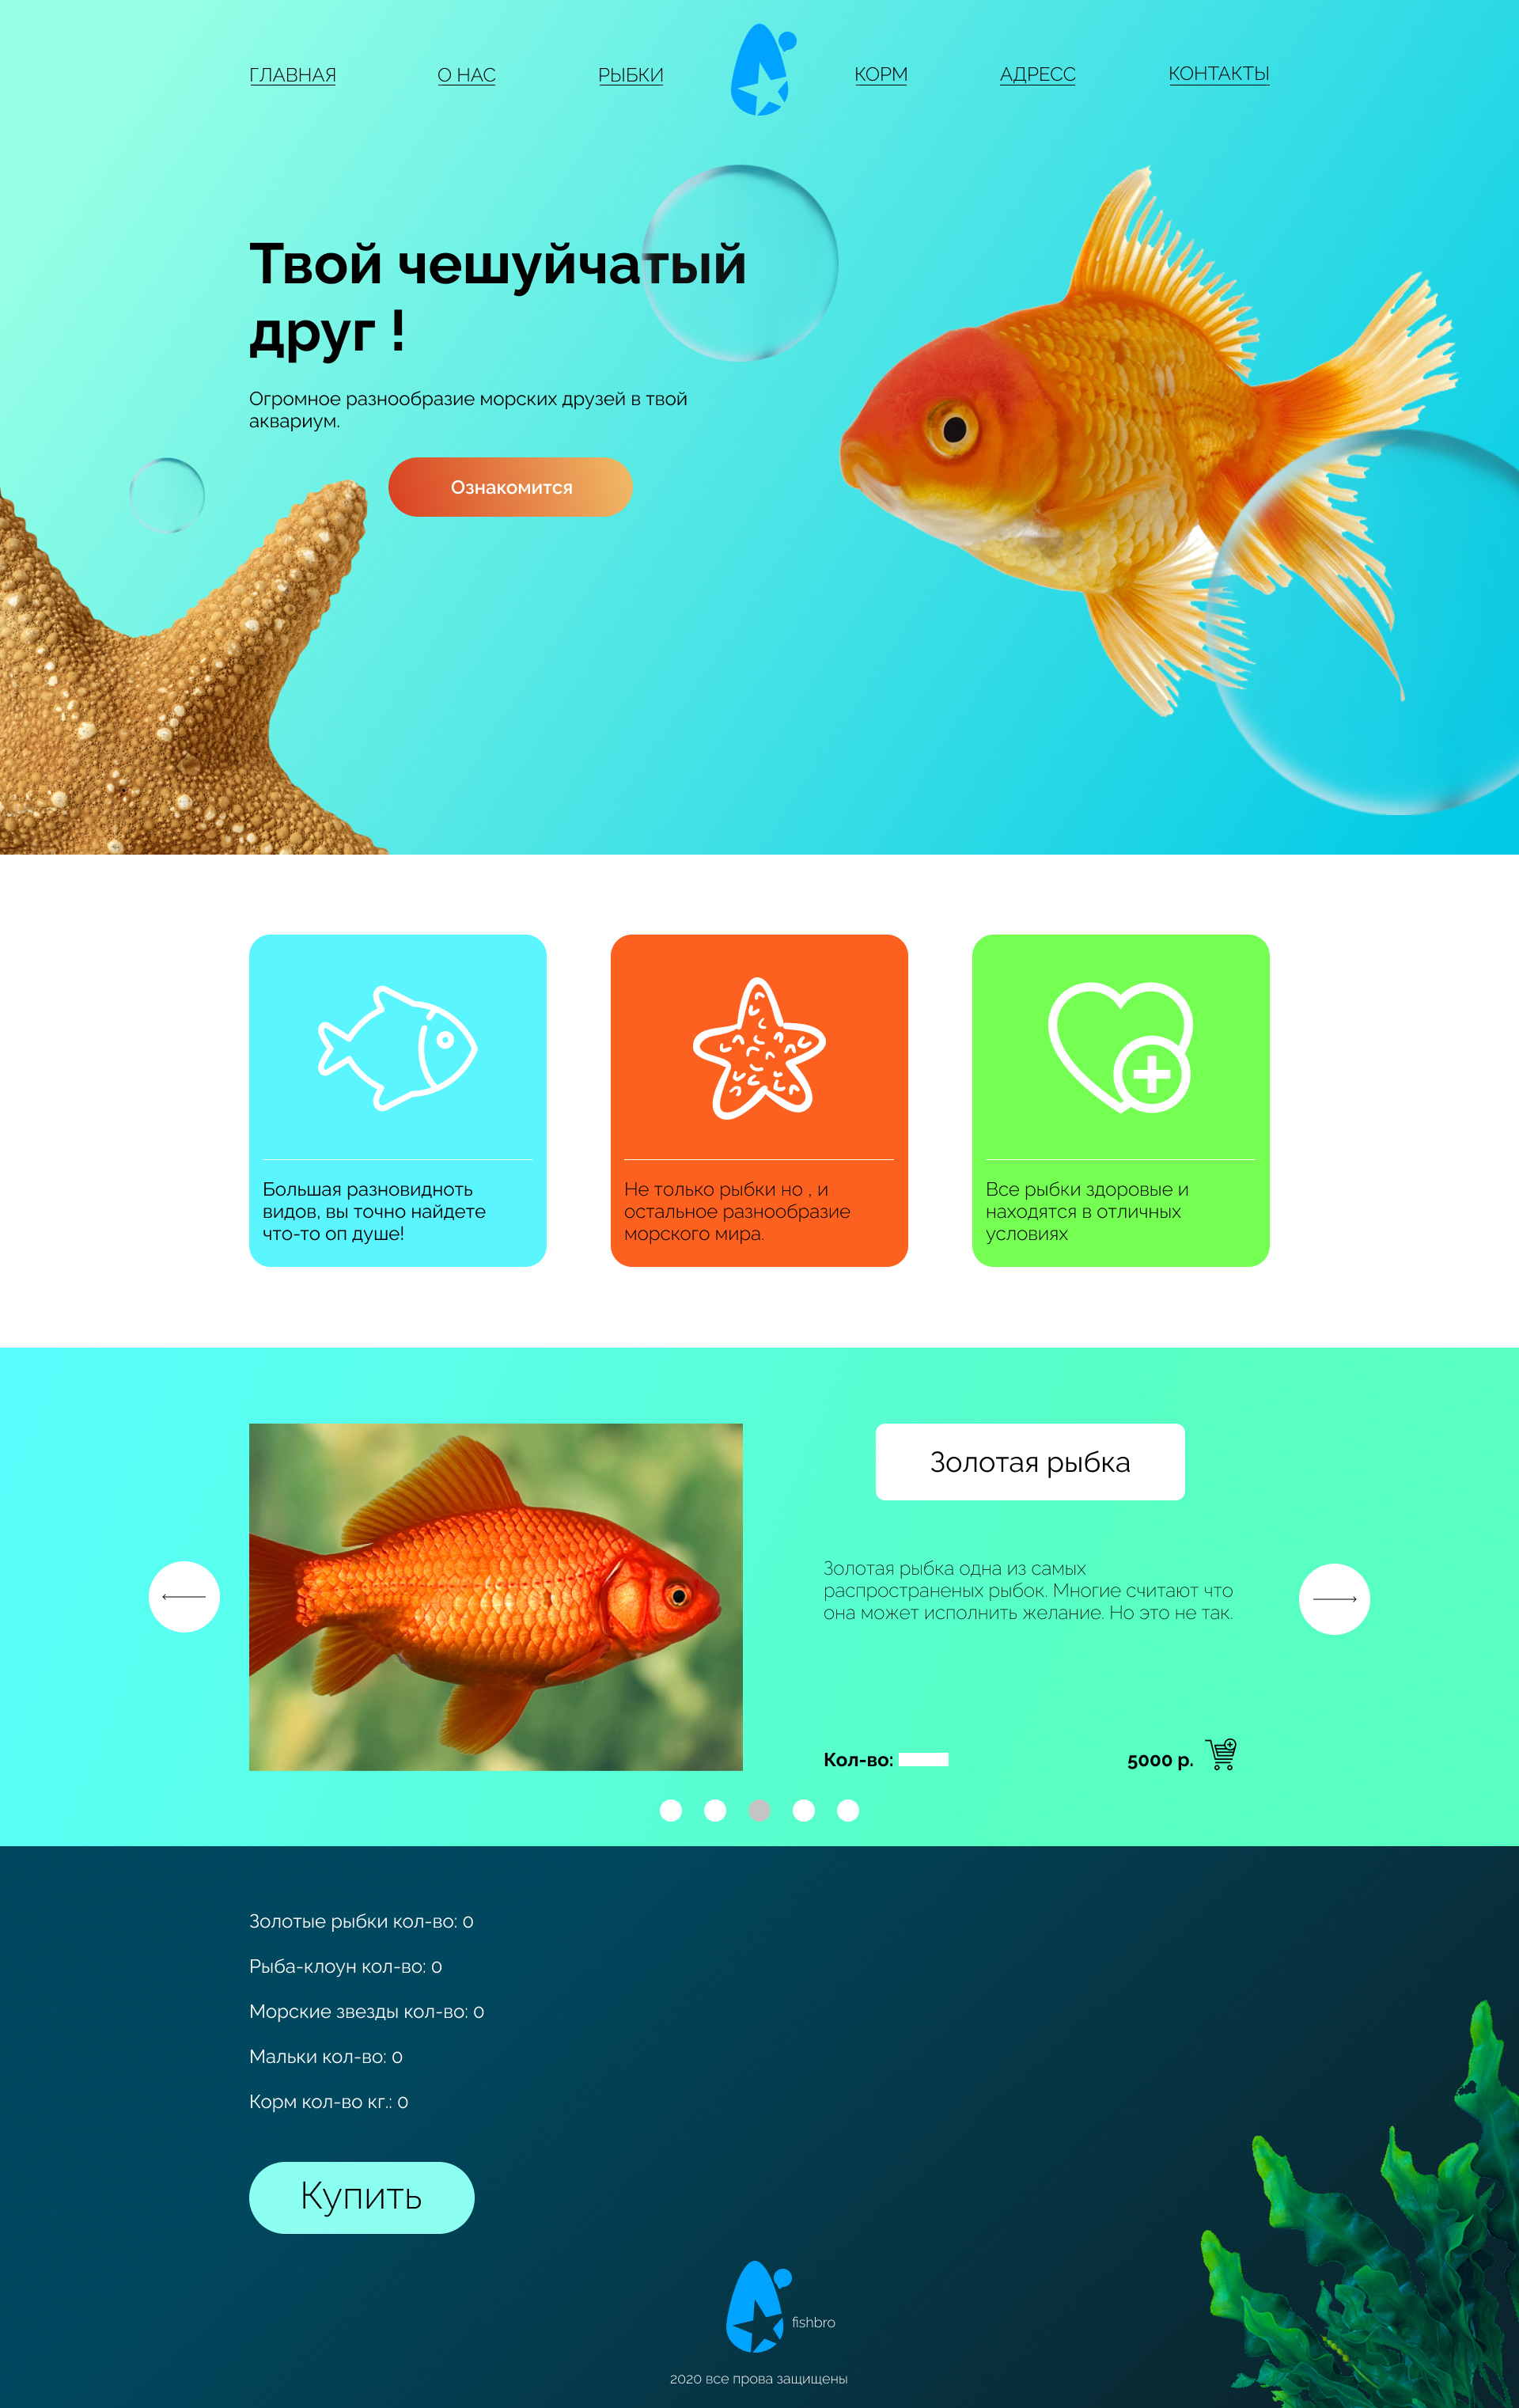 ГЛАВНАЯ
О НАС
РЫБКИ
КОРМ
АДРЕСС
КОНТАКТЫ
Твой чешуйчатый
друг !
Огромное разнообразие морских друзей в твой
аквариум.
Ознакомится
Большая разновидноть
видов, вы точно найдете
что-то оп душе!
Не только рыбки но , и
остальное разнообразие
морского мира.
Все рыбки здоровые и
находятся в отличных
условиях
Золотая рыбка
Золотая рыбка одна из самых
распространеных рыбок. Многие считают что
она может исполнить желание. Но это не так.
Кол-во:
5000 р.
Золотые рыбки кол-во: 0
Рыба-клоун кол-во: 0
Морские звезды кол-во: 0
Мальки кол-во: 0
Корм кол-во кг.: 0
Купить
fishbro
2020 все прова защищены